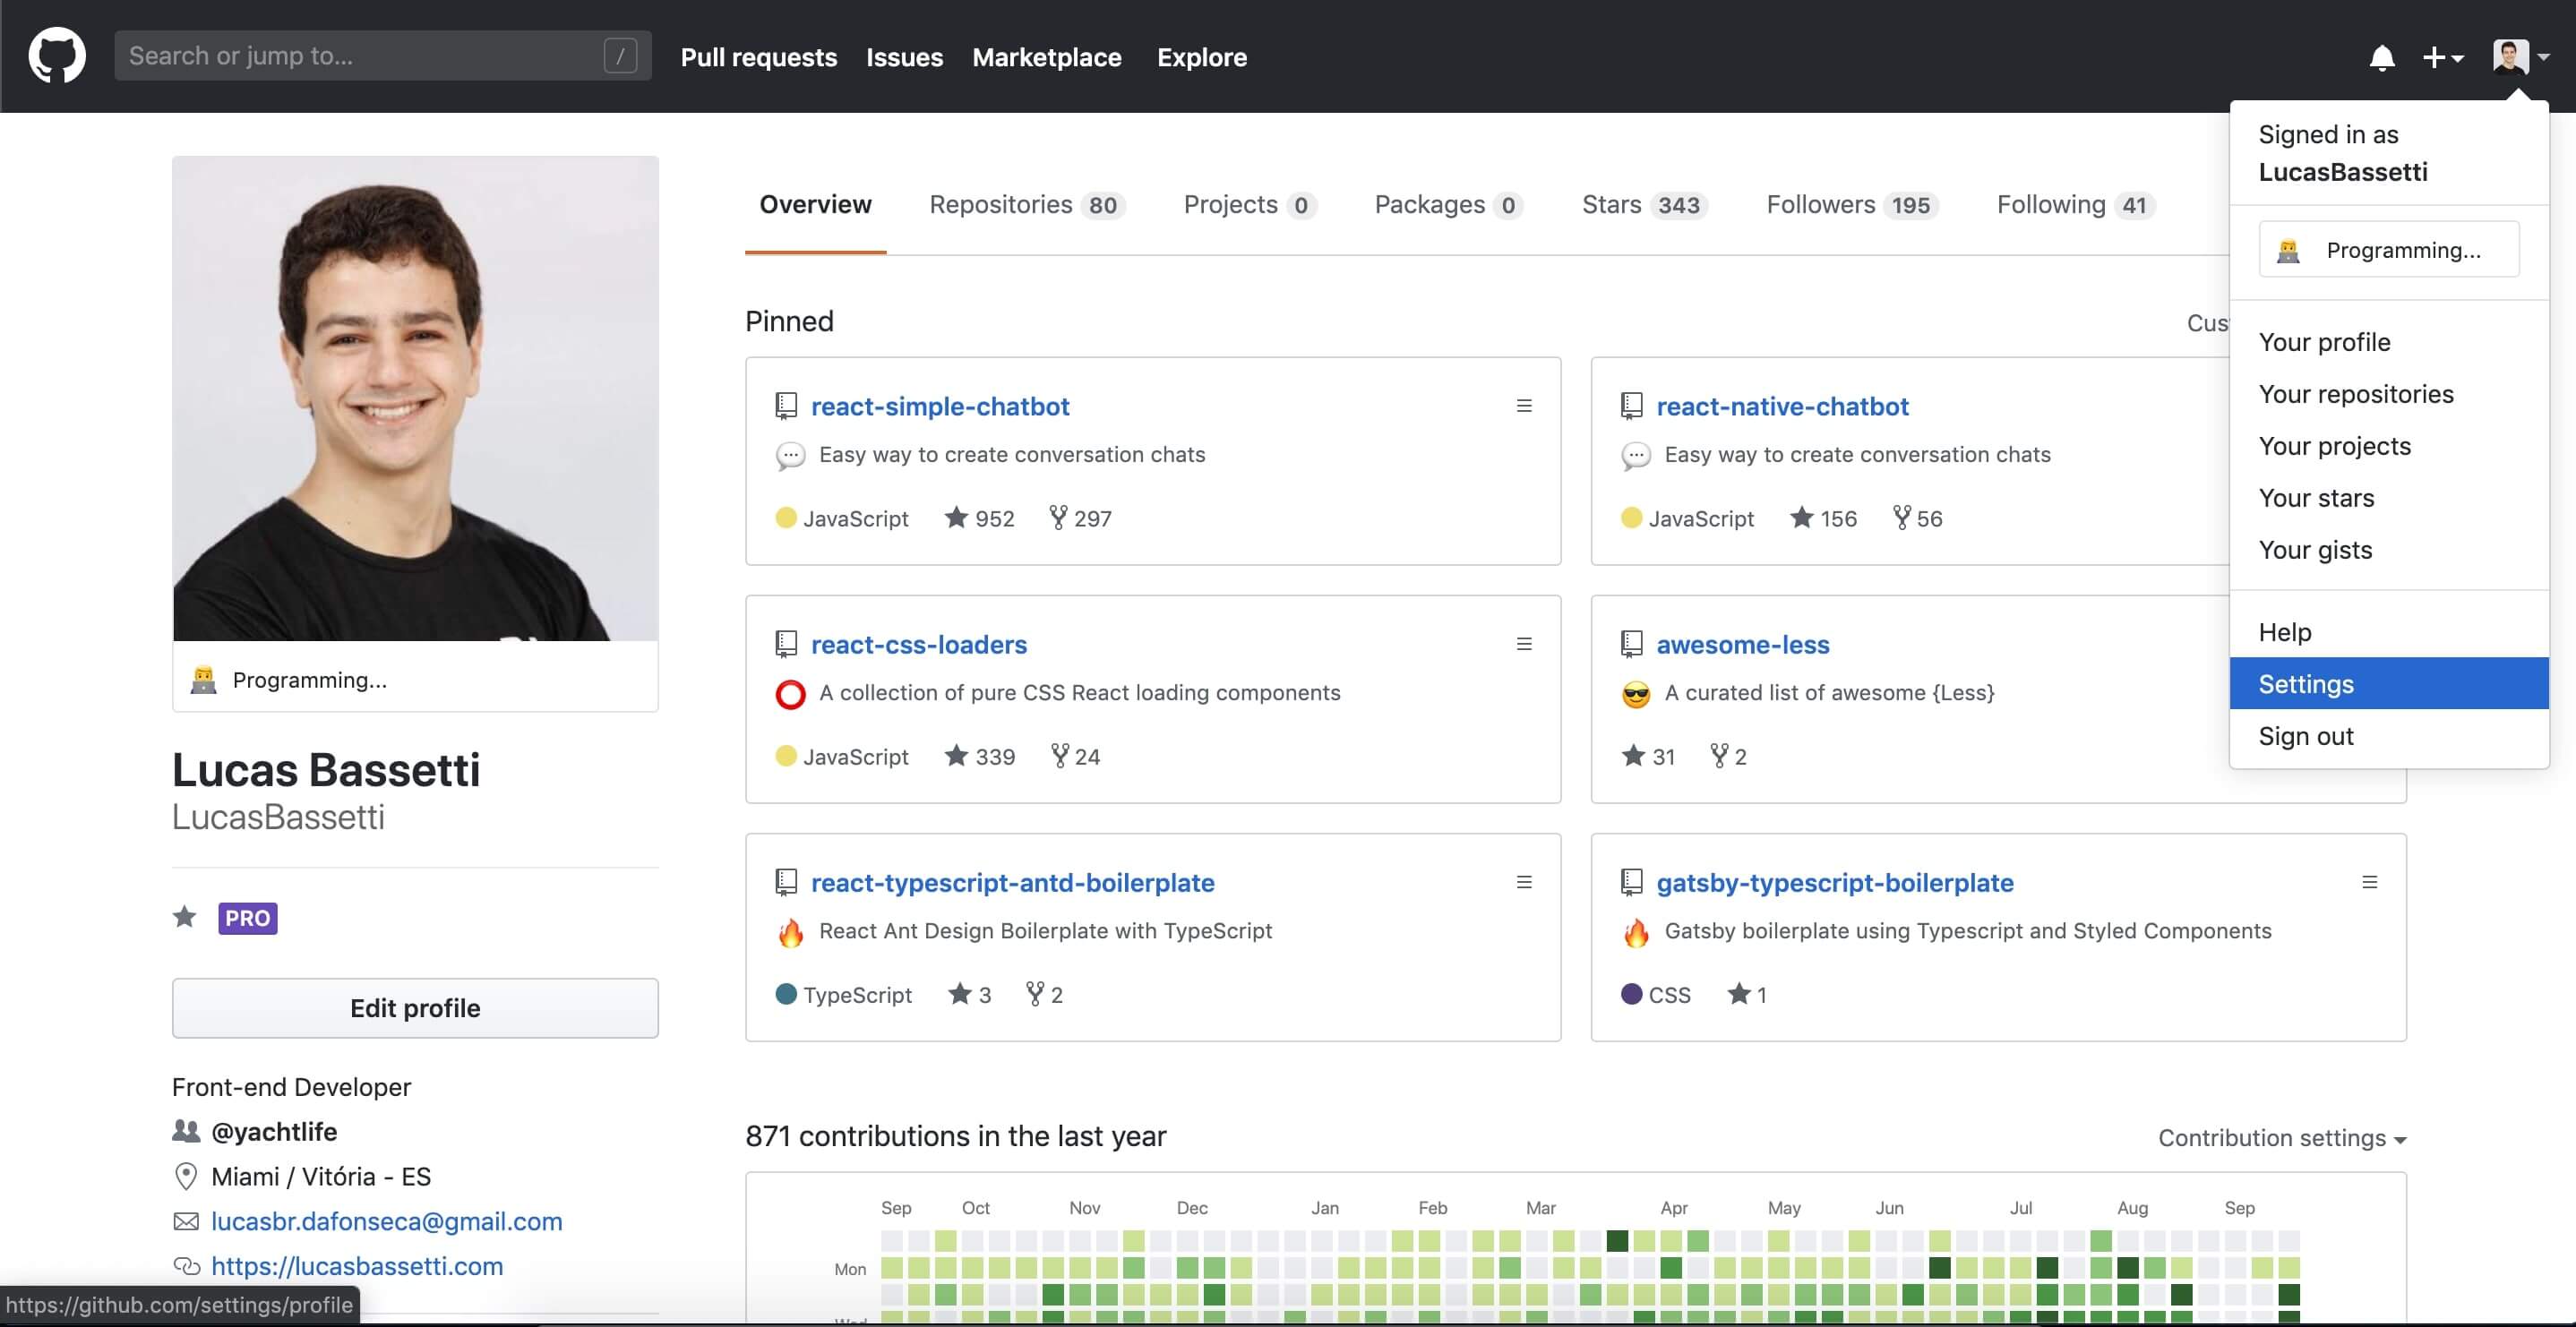 Search or jump to... /
Pull requests Issues Marketplace Explore
Signed in as
LucasBassetti
Programming...
Your profile
Your repositories
Your projects
Your stars
Your gists
Help
Settings
Sign out
Overview Repositories 80 Projects 0 Packages 0 Stars 343 Followers 195 Following 41
Programming...
Lucas Bassetti
LucasBassetti
PRO
Edit profile
Front-end Developer
@yachtlife
Miami / Vitória - ES
lucasbr.dafonseca@gmail.com
https://lucasbassetti.com
https://github.com/settings/profile
Pinned
Cus
react-simple-chatbot
Easy way to create conversation chats
JavaScript 952 297
react-native-chatbot
Easy way to create conversation chats
JavaScript 156 56
react-css-loaders
A collection of pure CSS React loading components
JavaScript 339 24
awesome-less
A curated list of awesome {Less}
31 2
react-typescript-antd-boilerplate
React Ant Design Boilerplate with TypeScript
TypeScript 3 2
gatsby-typescript-boilerplate
Gatsby boilerplate using Typescript and Styled Components
CSS 1
871 contributions in the last year
Contribution settings
Sep Oct Nov Dec Jan Feb Mar Apr May Jun Jul Aug Sep
Mon
Wed